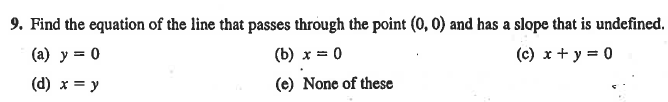 9. Find the equation of the line that passes through the point (0, 0) and has a slope that is undefined.
(a) y = 0 (b) x = 0 (c) x + y = 0
(d) x = y (e) None of these